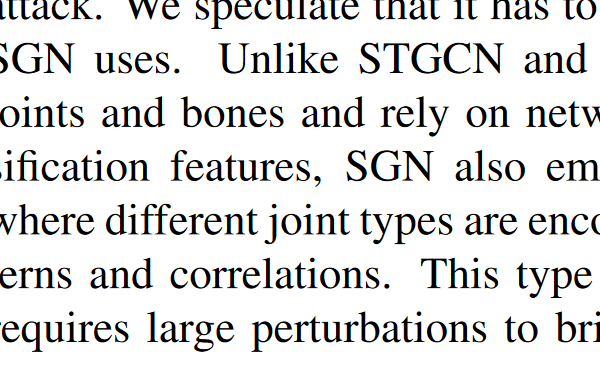 attack. We speculate that it has to
SGN uses. Unlike STGCN and
oints and bones and rely on netw
sification features, SGN also em
where different joint types are enco
erns and correlations. This type
requires large perturbations to bri